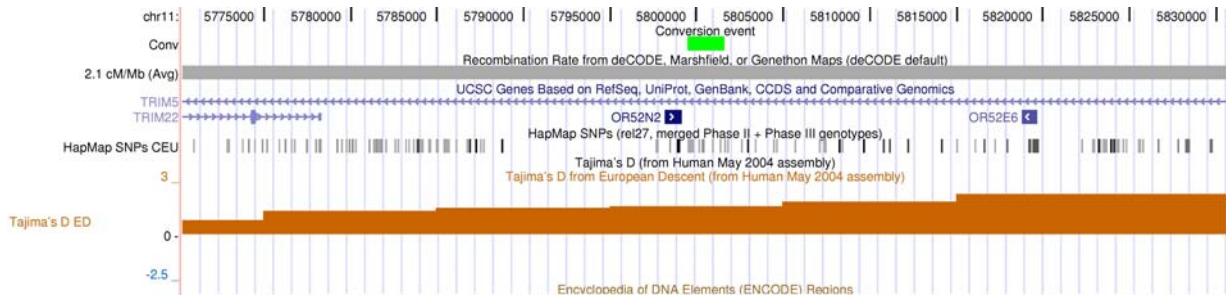 chr11: 5775000 5780000 5785000 5790000 5795000 5800000 5805000 5810000 5815000 5820000 5825000 5830000
Conversion event
Conv
Recombination Rate from deCODE, Marshfield, or Genethon Maps (deCODE default)
2.1 cM/Mb (Avg)
UCSC Genes Based on RefSeq, UniProt, GenBank, CCDS and Comparative Genomics
TRIM5
TRIM22 OR52N2 OR52E6
HapMap SNPs (rel27, merged Phase II + Phase III genotypes)
HapMap SNPs CEU
Tajima's D (from Human May 2004 assembly)
3 _ Tajima's D from European Descent (from Human May 2004 assembly)
Tajima's D ED
0 -
-2.5 _
Encyclopedia of DNA Elements (ENCODE) Regions